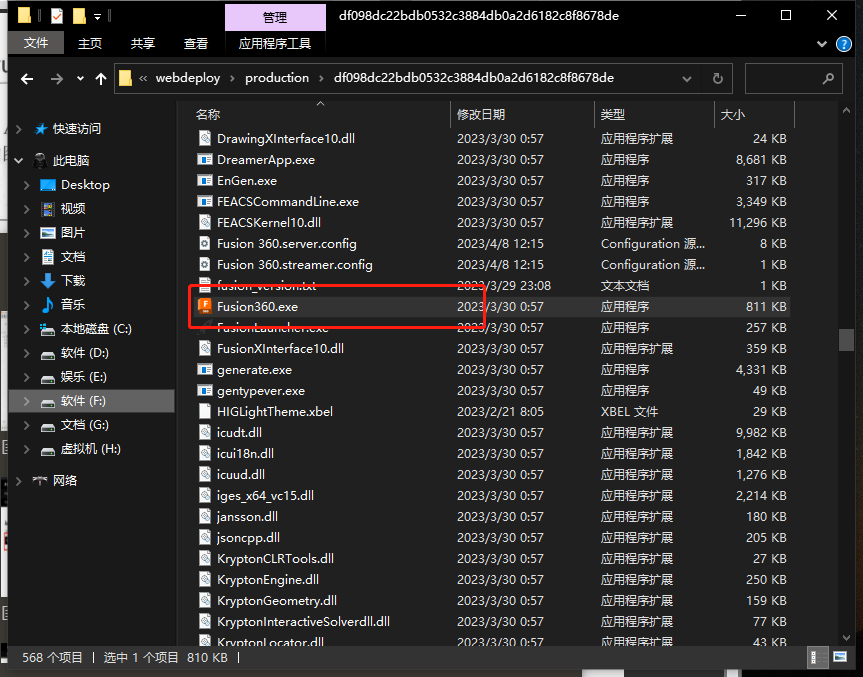 管理
df098dc22bdb0532c3884db0a2d6182c8f8678de
文件 主页 共享 查看 应用程序工具
« webdeploy › production › df098dc22bdb0532c3884db0a2d6182c8f8678de
名称 修改日期 类型 大小
快速访问
此电脑
Desktop
视频
图片
文档
下载
音乐
本地磁盘 (C:)
软件 (D:)
娱乐 (E:)
软件 (F:)
文档 (G:)
虚拟机 (H:)
网络
DrawingXInterface10.dll 2023/3/30 0:57 应用程序扩展 24 KB
DreamerApp.exe 2023/3/30 0:57 应用程序 8,681 KB
EnGen.exe 2023/3/30 0:57 应用程序 317 KB
FEACSCommandLine.exe 2023/3/30 0:57 应用程序 3,349 KB
FEACSKernel10.dll 2023/3/30 0:57 应用程序扩展 11,296 KB
Fusion 360.server.config 2023/4/8 12:15 Configuration 源... 8 KB
Fusion 360.streamer.config 2023/4/8 12:15 Configuration 源... 1 KB
fusion_version.txt 2023/3/29 23:08 文本文档 1 KB
Fusion360.exe 2023/3/30 0:57 应用程序 811 KB
FusionLauncher.exe 2023/3/30 0:57 应用程序 257 KB
FusionXInterface10.dll 2023/3/30 0:57 应用程序扩展 359 KB
generate.exe 2023/3/30 0:57 应用程序 4,331 KB
gentypever.exe 2023/3/30 0:57 应用程序 49 KB
HIGLightTheme.xbel 2023/2/21 8:05 XBEL 文件 29 KB
icudt.dll 2023/3/30 0:57 应用程序扩展 9,982 KB
icui18n.dll 2023/3/30 0:57 应用程序扩展 1,842 KB
icuud.dll 2023/3/30 0:57 应用程序扩展 1,276 KB
iges_x64_vc15.dll 2023/3/30 0:57 应用程序扩展 2,214 KB
jansson.dll 2023/3/30 0:57 应用程序扩展 180 KB
jsoncpp.dll 2023/3/30 0:57 应用程序扩展 205 KB
KryptonCLRTools.dll 2023/3/30 0:57 应用程序扩展 27 KB
KryptonEngine.dll 2023/3/30 0:57 应用程序扩展 250 KB
KryptonGeometry.dll 2023/3/30 0:57 应用程序扩展 159 KB
KryptonInteractiveSolverdll.dll 2023/3/30 0:57 应用程序扩展 77 KB
KryptonLocator.dll 2023/3/30 0:57 应用程序扩展 43 KB
568 个项目 选中 1 个项目 810 KB